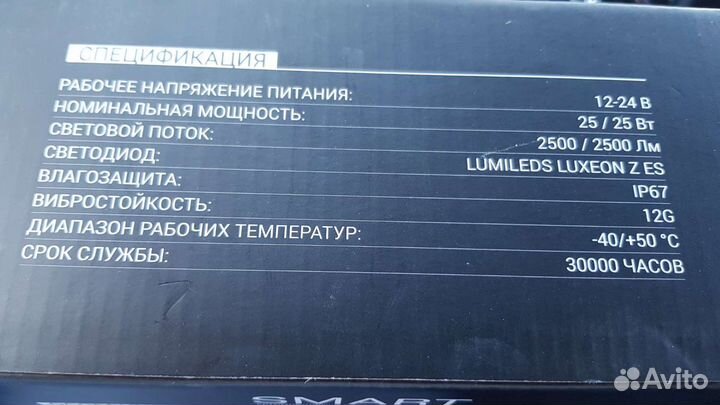 СПЕЦИФИКАЦИЯ
РАБОЧЕЕ НАПРЯЖЕНИЕ ПИТАНИЯ: 12-24 В
НОМИНАЛЬНАЯ МОЩНОСТЬ: 25 / 25 Вт
СВЕТОВОЙ ПОТОК: 2500 / 2500 Лм
СВЕТОДИОД: LUMILEDS LUXEON Z ES
ВЛАГОЗАЩИТА: IP67
ВИБРОСТОЙКОСТЬ: 12G
ДИАПАЗОН РАБОЧИХ ТЕМПЕРАТУР: -40/+50 °С
СРОК СЛУЖБЫ: 30000 ЧАСОВ
SMART
Avito